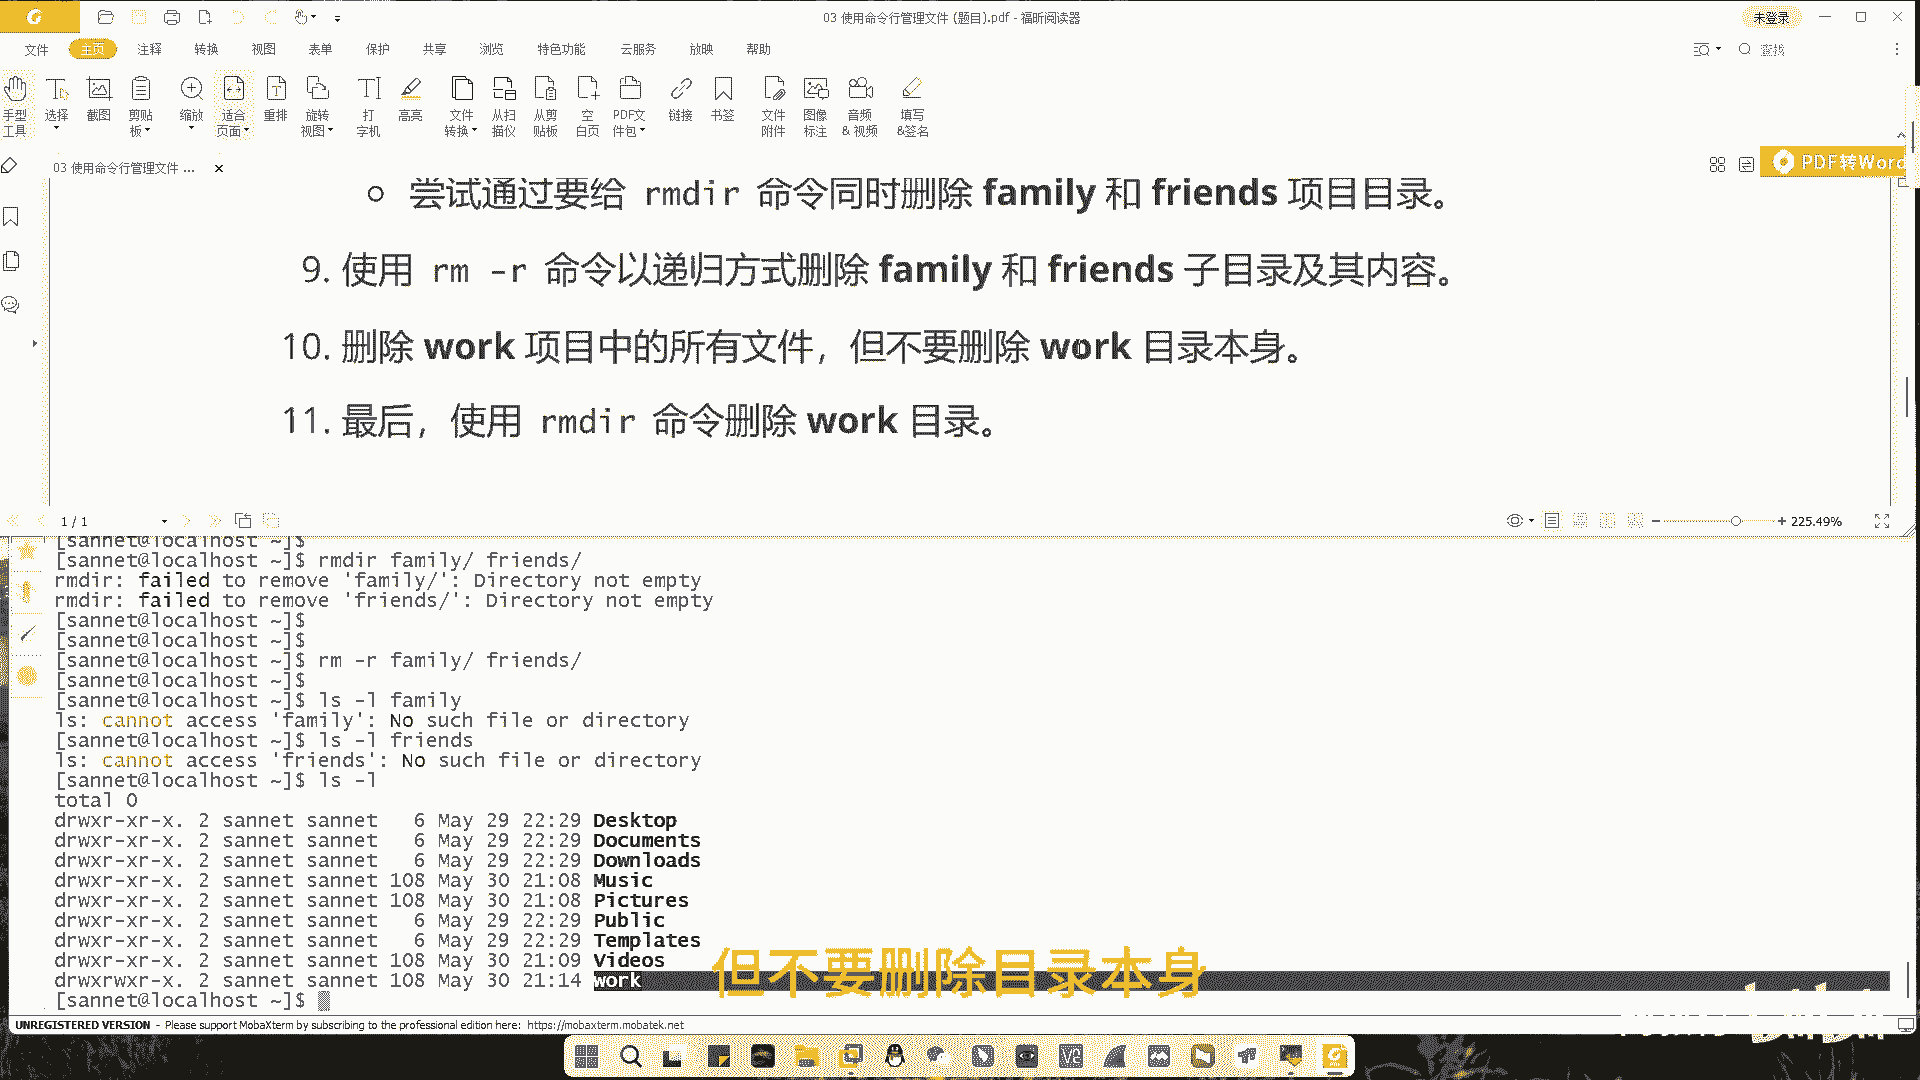 03 使用命令行管理文件 (题目).pdf - 福昕阅读器
未登录
文件 主页 注释 转换 视图 表单 保护 共享 浏览 特色功能 云服务 放映 帮助
查找
手型工具 选择 截图 剪贴板 缩放 适合页面 重排 旋转视图 打字机 高亮 文件转换 从扫描仪 从剪贴板 空白页 PDF文件包 链接 书签 文件附件 图像标注 音频&视频 填写&签名
03 使用命令行管理文件 ...
PDF转Word
尝试通过要给 rmdir 命令同时删除 family 和 friends 项目目录。
9. 使用 rm -r 命令以递归方式删除 family 和 friends 子目录及其内容。
10. 删除 work 项目中的所有文件，但不要删除 work 目录本身。
11. 最后，使用 rmdir 命令删除 work 目录。
1 / 1
225.49%
[sannet@localhost ~]$
[sannet@localhost ~]$ rmdir family/ friends/
rmdir: failed to remove 'family/': Directory not empty
rmdir: failed to remove 'friends/': Directory not empty
[sannet@localhost ~]$
[sannet@localhost ~]$
[sannet@localhost ~]$ rm -r family/ friends/
[sannet@localhost ~]$
[sannet@localhost ~]$ ls -l family
ls: cannot access 'family': No such file or directory
[sannet@localhost ~]$ ls -l friends
ls: cannot access 'friends': No such file or directory
[sannet@localhost ~]$ ls -l
total 0
drwxr-xr-x. 2 sannet sannet   6 May 29 22:29 Desktop
drwxr-xr-x. 2 sannet sannet   6 May 29 22:29 Documents
drwxr-xr-x. 2 sannet sannet   6 May 29 22:29 Downloads
drwxr-xr-x. 2 sannet sannet 108 May 30 21:08 Music
drwxr-xr-x. 2 sannet sannet 108 May 30 21:08 Pictures
drwxr-xr-x. 2 sannet sannet   6 May 29 22:29 Public
drwxr-xr-x. 2 sannet sannet   6 May 29 22:29 Templates
drwxr-xr-x. 2 sannet sannet 108 May 30 21:09 Videos
drwxrwxr-x. 2 sannet sannet 108 May 30 21:14 work
但不要删除目录本身
[sannet@localhost ~]$
UNREGISTERED VERSION - Please support MobaXterm by subscribing to the professional edition here: https://mobaxterm.mobatek.net